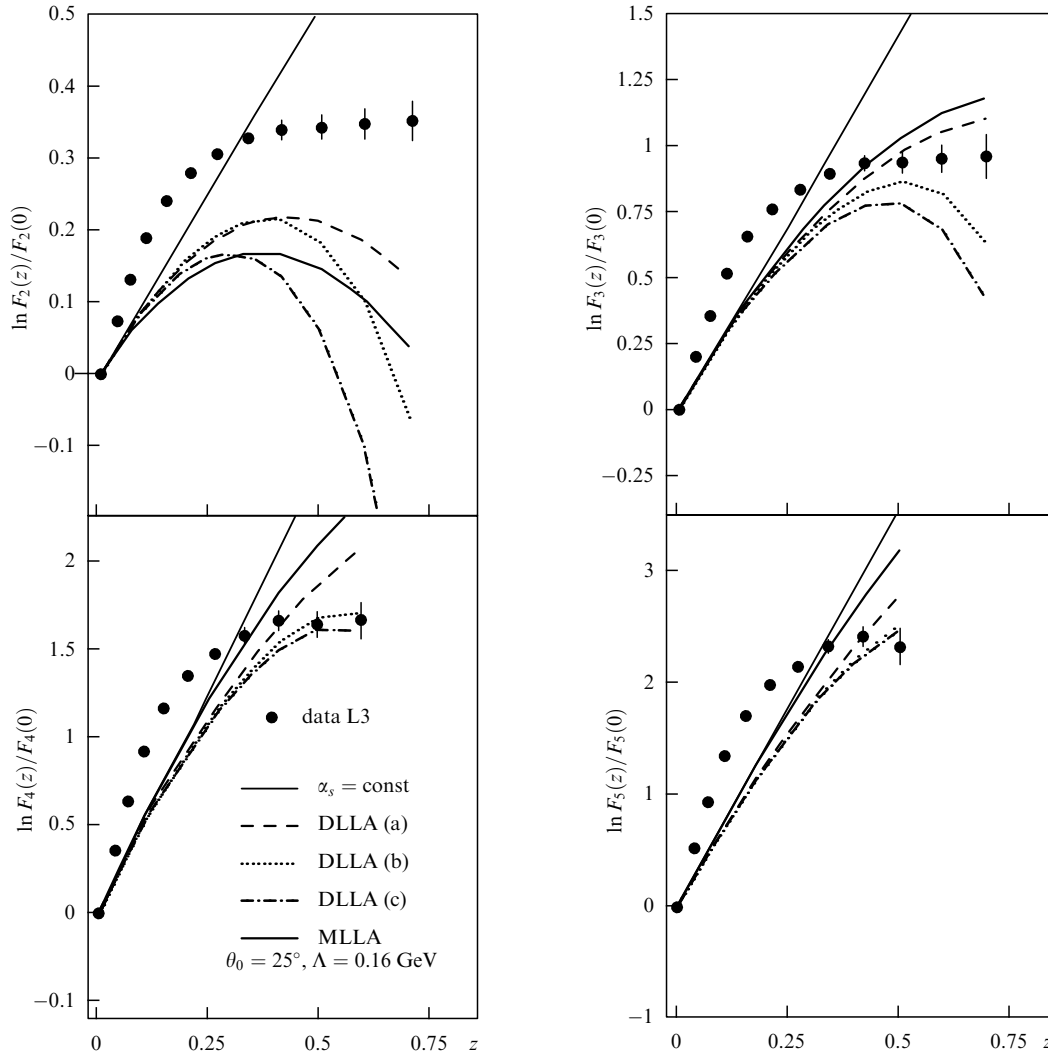 0.5
0.4
0.3
0.2
0.1
0
−0.1
ln F₂(z)/F₂(0)
1.5
1.25
1
0.75
0.5
0.25
0
−0.25
ln F₃(z)/F₃(0)
2
1.5
1
0.5
0
−0.1
ln F₄(z)/F₄(0)
data L3
αₛ = const
DLLA (a)
DLLA (b)
DLLA (c)
MLLA
θ₀ = 25°, Λ = 0.16 GeV
0 0.25 0.5 0.75 z
3
2
1
0
−1
ln F₅(z)/F₅(0)
0 0.25 0.5 0.75 z